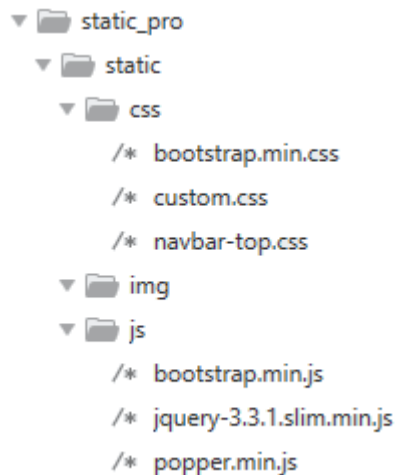 static_pro
static
css
/* bootstrap.min.css
/* custom.css
/* navbar-top.css
img
js
/* bootstrap.min.js
/* jquery-3.3.1.slim.min.js
/* popper.min.js